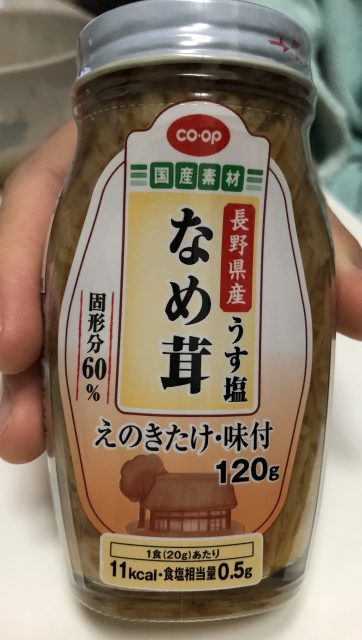 CO・OP
国産素材
長野県産
うす塩
なめ茸
固形分60%
えのきたけ・味付
120g
1食(20g)あたり
11kcal・食塩相当量0.5g